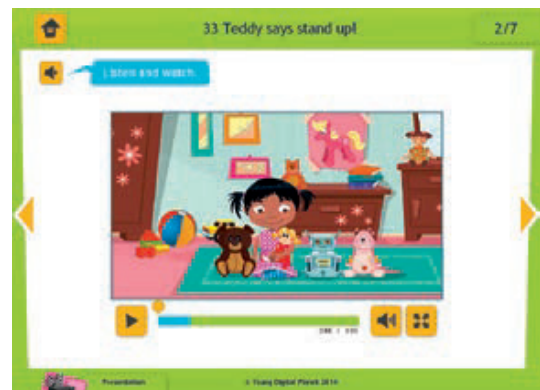 33 Teddy says stand up!
2/7
Listen and watch.
Presentation
© Young Digital Planet 2014